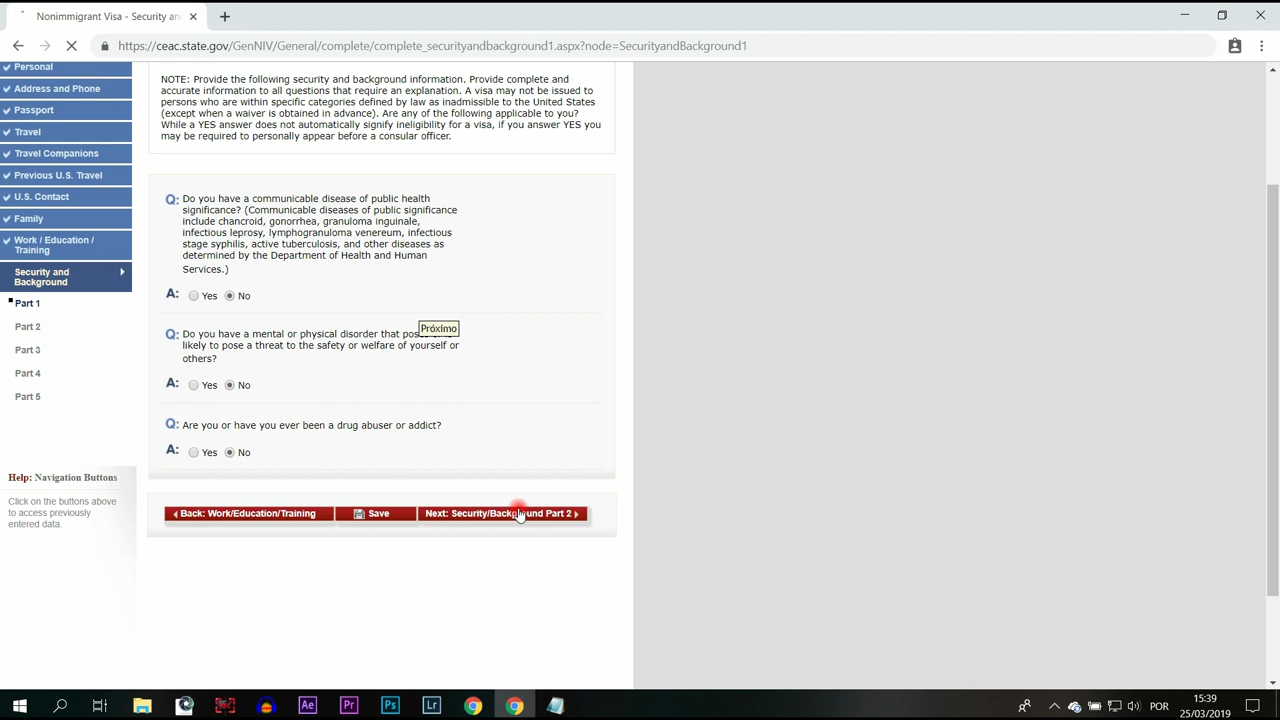 Nonimmigrant Visa - Security an
https://ceac.state.gov/GenNIV/General/complete/complete_securityandbackground1.aspx?node=SecurityandBackground1
Personal
Address and Phone
Passport
Travel
Travel Companions
Previous U.S. Travel
U.S. Contact
Family
Work / Education /
Training
Security and
Background
Part 1
Part 2
Part 3
Part 4
Part 5
Help: Navigation Buttons
Click on the buttons above
to access previously
entered data.
NOTE: Provide the following security and background information. Provide complete and
accurate information to all questions that require an explanation. A visa may not be issued to
persons who are within specific categories defined by law as inadmissible to the United States
(except when a waiver is obtained in advance). Are any of the following applicable to you?
While a YES answer does not automatically signify ineligibility for a visa, if you answer YES you
may be required to personally appear before a consular officer.
Q: Do you have a communicable disease of public health
significance? (Communicable diseases of public significance
include chancroid, gonorrhea, granuloma inguinale,
infectious leprosy, lymphogranuloma venereum, infectious
stage syphilis, active tuberculosis, and other diseases as
determined by the Department of Health and Human
Services.)
A: Yes No
Próximo
Q: Do you have a mental or physical disorder that
likely to pose a threat to the safety or welfare of yourself or
others?
A: Yes No
Q: Are you or have you ever been a drug abuser or addict?
A: Yes No
Back: Work/Education/Training Save Next: Security/Background Part 2
Ae Pr Ps Lr
POR
15:39
25/03/2019